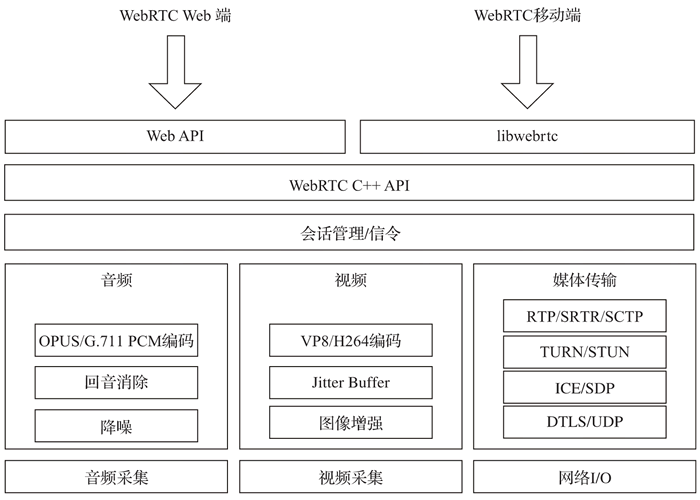 WebRTC Web 端
WebRTC移动端
Web API
libwebrtc
WebRTC C++ API
会话管理/信令
音频
OPUS/G.711 PCM编码
回音消除
降噪
视频
VP8/H264编码
Jitter Buffer
图像增强
媒体传输
RTP/SRTR/SCTP
TURN/STUN
ICE/SDP
DTLS/UDP
音频采集
视频采集
网络I/O